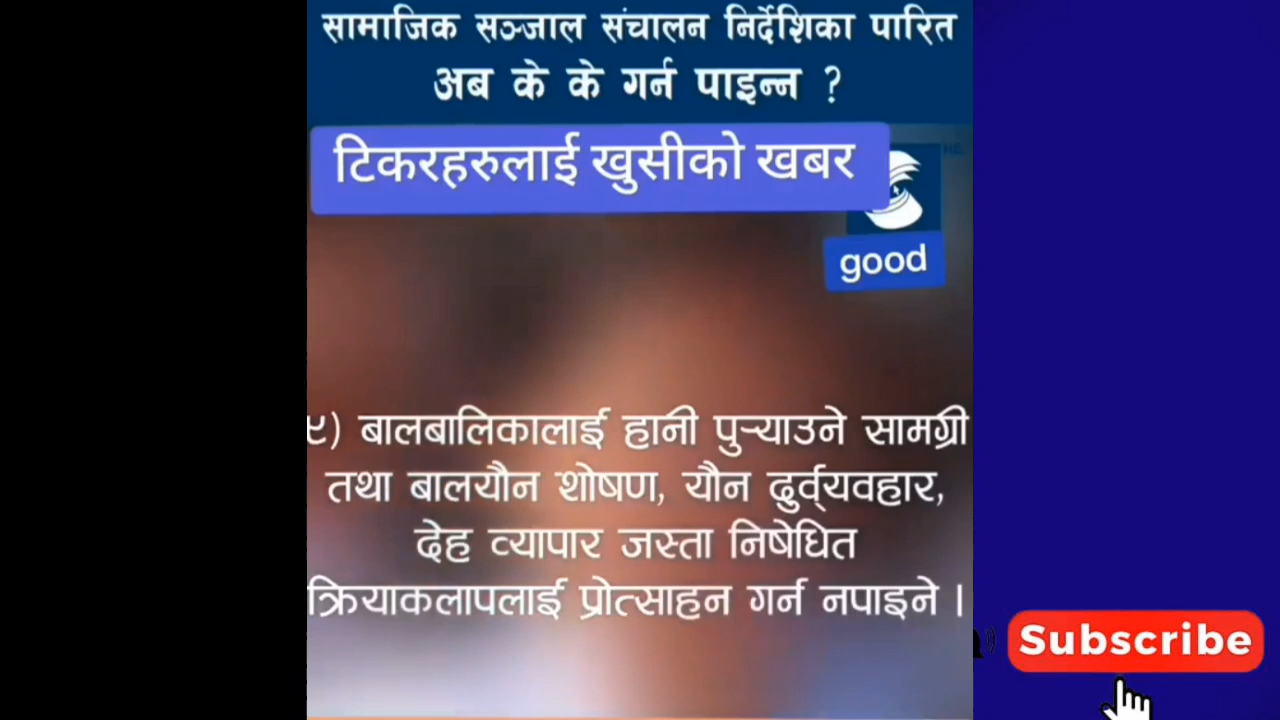 सामाजिक सञ्जाल संचालन निर्देशिका पारित
अब के के गर्न पाइन्न ?
टिकरहरुलाई खुसीको खबर
good
९) बालबालिकालाई हानी पुऱ्याउने सामग्री
तथा बालयौन शोषण, यौन दुर्व्यवहार,
देह व्यापार जस्ता निषेधित
क्रियाकलापलाई प्रोत्साहन गर्न नपाइने ।
Subscribe